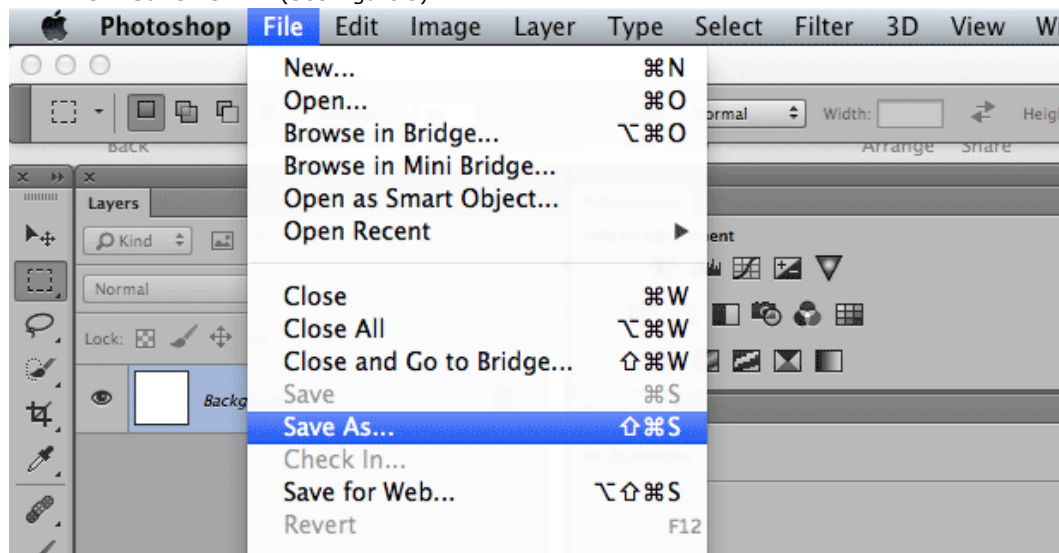 Photoshop File Edit Image Layer Type Select Filter 3D View
New... ⌘N
Open... ⌘O
Browse in Bridge... ⌥⌘O
Browse in Mini Bridge...
Open as Smart Object...
Open Recent ▶
Close ⌘W
Close All ⌥⌘W
Close and Go to Bridge... ⇧⌘W
Save ⌘S
Save As... ⇧⌘S
Check In...
Save for Web... ⌥⇧⌘S
Revert F12
Width:
Back
Arrange Share
Layers
Kind
Normal
Lock: